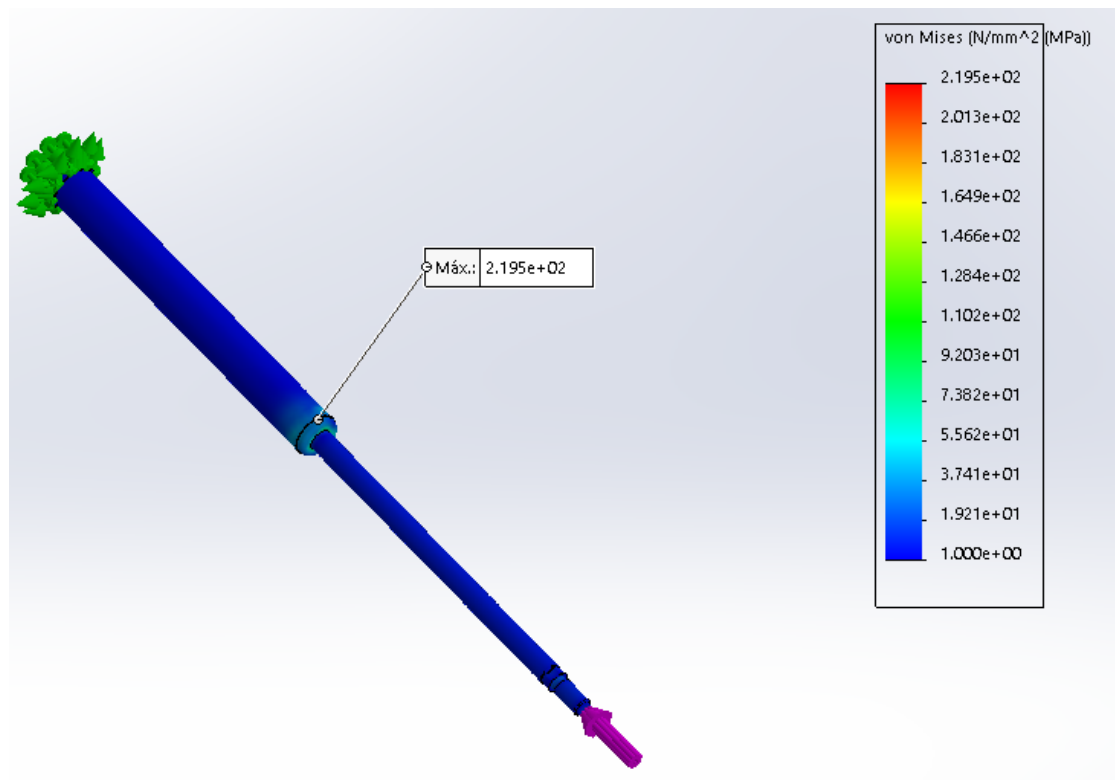 von Mises (N/mm^2 (MPa))
2.195e+02
2.013e+02
1.831e+02
1.649e+02
1.466e+02
1.284e+02
1.102e+02
9.203e+01
7.382e+01
5.562e+01
3.741e+01
1.921e+01
1.000e+00
Máx.: 2.195e+02